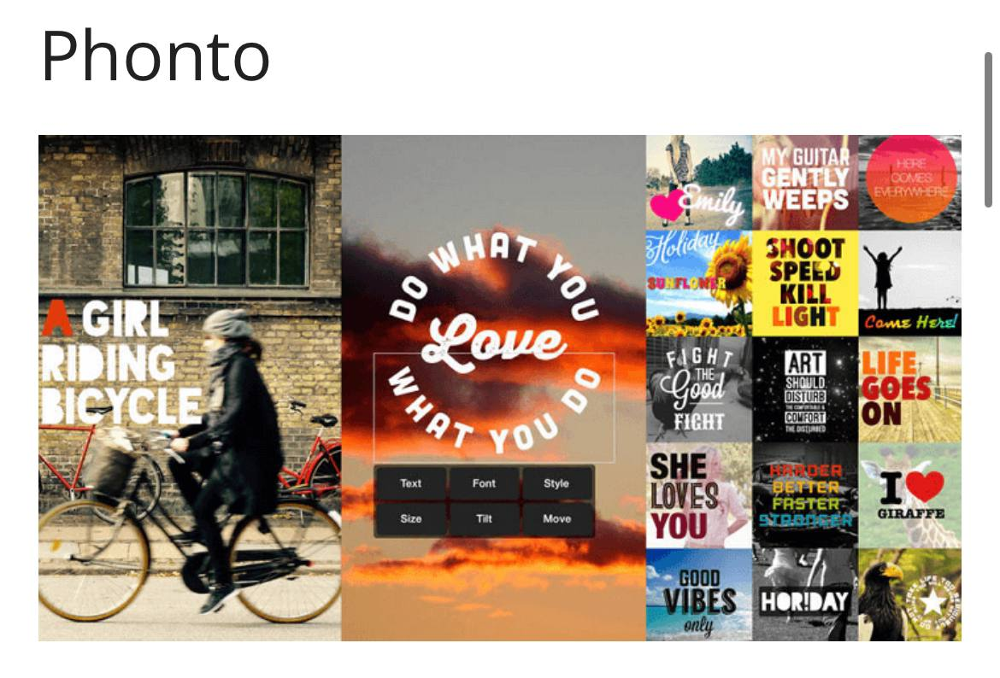 Phonto
A GIRL
RIDING
BICYCLE
DO WHAT YOU
Love
WHAT YOU DO
Text Font Style
Size Tilt Move
Emily
MY GUITAR
GENTLY
WEEPS
HERE
COMES
EVERYWHERE
Holiday
SUNFLOWER
SHOOT
SPEED
KILL
LIGHT
Come Here!
FIGHT
THE
Good
FIGHT
ART
SHOULD
DISTURB
THE COMFORTABLE &
COMFORT
THE DISTURBED
LIFE
GOES
ON
SHE
LOVES
YOU
HARDER
BETTER
FASTER
STRONGER
I
GIRAFFE
GOOD
VIBES
only
HOR!DAY